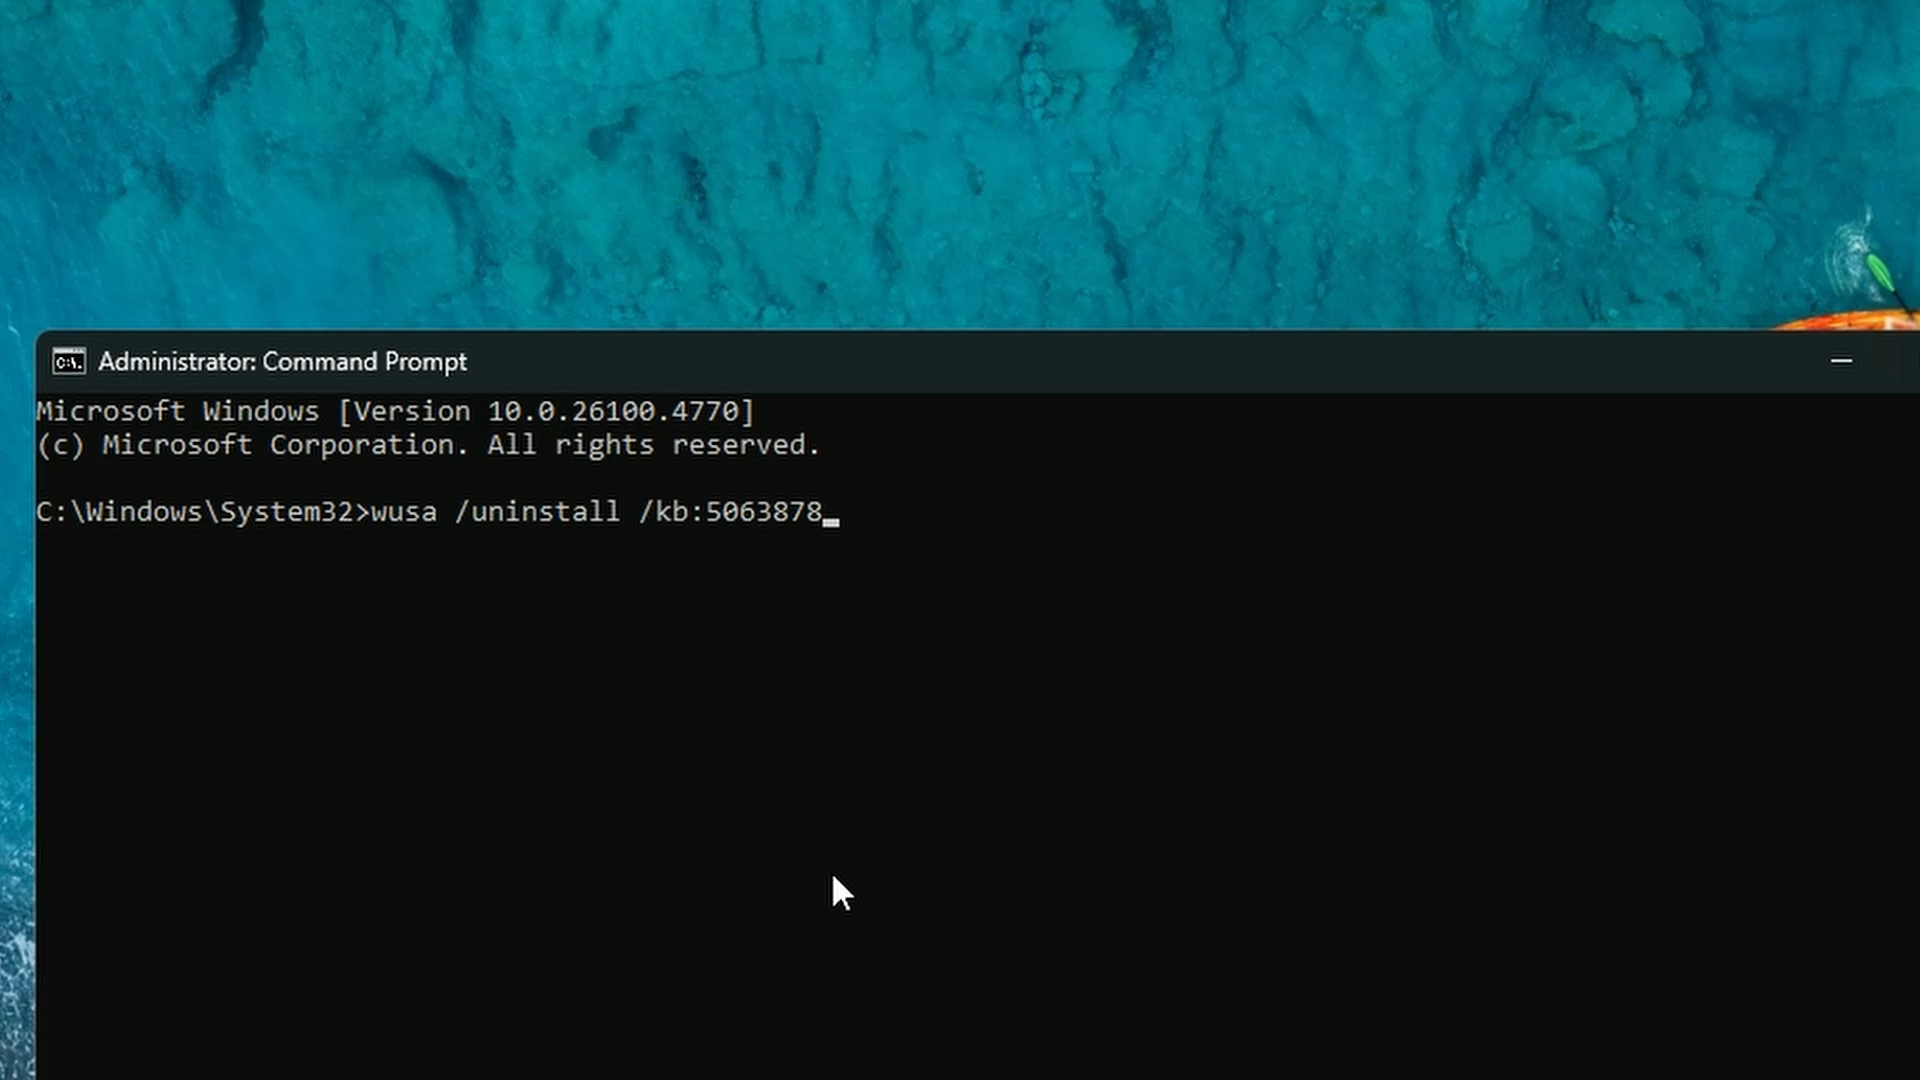 Administrator: Command Prompt
Microsoft Windows [Version 10.0.26100.4770]
(c) Microsoft Corporation. All rights reserved.
C:\Windows\System32>wusa /uninstall /kb:5063878